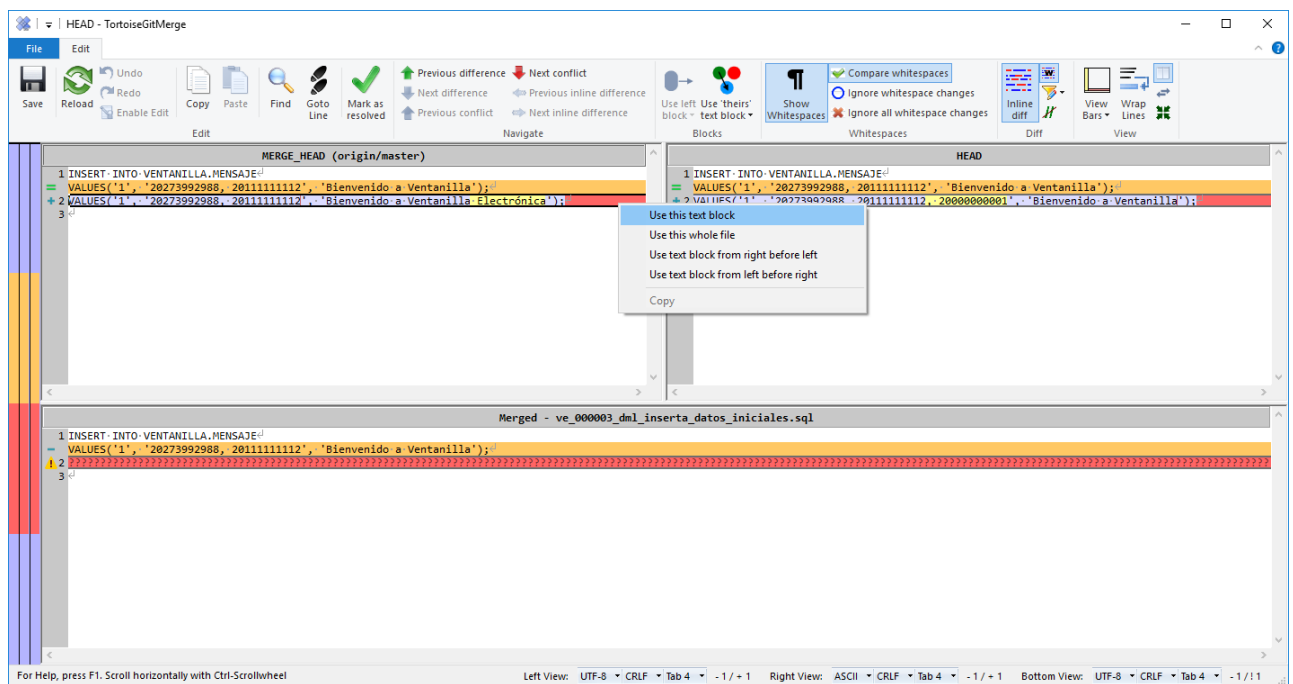 HEAD - TortoiseGitMerge
File Edit
Save
Reload
Undo
Redo
Enable Edit
Copy
Paste
Find
Goto Line
Mark as resolved
Edit
Previous difference
Next difference
Previous conflict
Next conflict
Previous inline difference
Next inline difference
Navigate
Use left block
Use 'theirs' text block
Blocks
Show Whitespaces
Compare whitespaces
Ignore whitespace changes
Ignore all whitespace changes
Whitespaces
Inline diff
Diff
View Bars
Wrap Lines
View
MERGE_HEAD (origin/master)
1 INSERT·INTO·VENTANILLA.MENSAJE
VALUES('1',·'20273992988,·20111111112',·'Bienvenido·a·Ventanilla');
2 VALUES('1',·'20273992988,·20111111112',·'Bienvenido·a·Ventanilla·Electrónica');
3
HEAD
1 INSERT·INTO·VENTANILLA.MENSAJE
VALUES('1',·'20273992988,·20111111112',·'Bienvenido·a·Ventanilla');
2 VALUES('1',·'20273992988,·20111111112,·20000000001',·'Bienvenido·a·Ventanilla');
Use this text block
Use this whole file
Use text block from right before left
Use text block from left before right
Copy
Merged - ve_000003_dml_inserta_datos_iniciales.sql
1 INSERT·INTO·VENTANILLA.MENSAJE
VALUES('1',·'20273992988,·20111111112',·'Bienvenido·a·Ventanilla');
2
3
For Help, press F1. Scroll horizontally with Ctrl-Scrollwheel
Left View: UTF-8 CRLF Tab 4 - 1 / + 1 Right View: ASCII CRLF Tab 4 - 1 / + 1 Bottom View: UTF-8 CRLF Tab 4 - 1 / ! 1